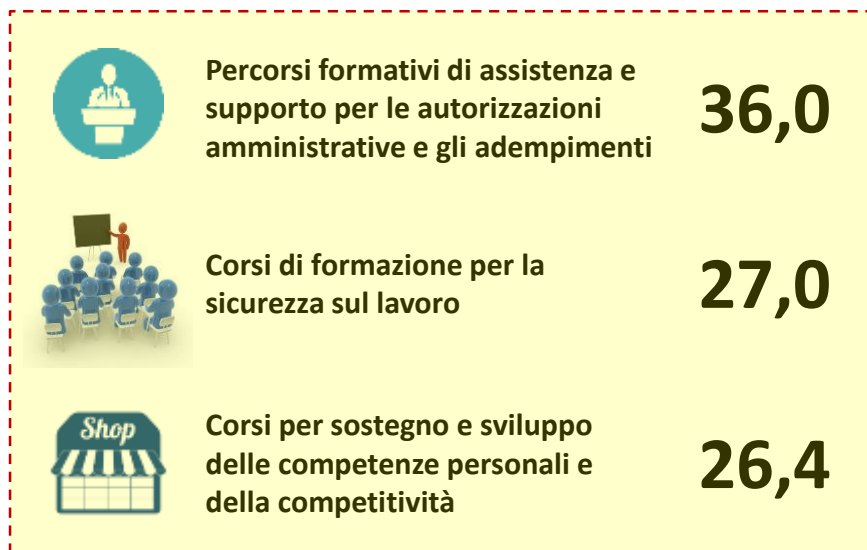 Percorsi formativi di assistenza e
supporto per le autorizzazioni
amministrative e gli adempimenti
36,0
Corsi di formazione per la
sicurezza sul lavoro
27,0
Shop
Corsi per sostegno e sviluppo
delle competenze personali e
della competitività
26,4